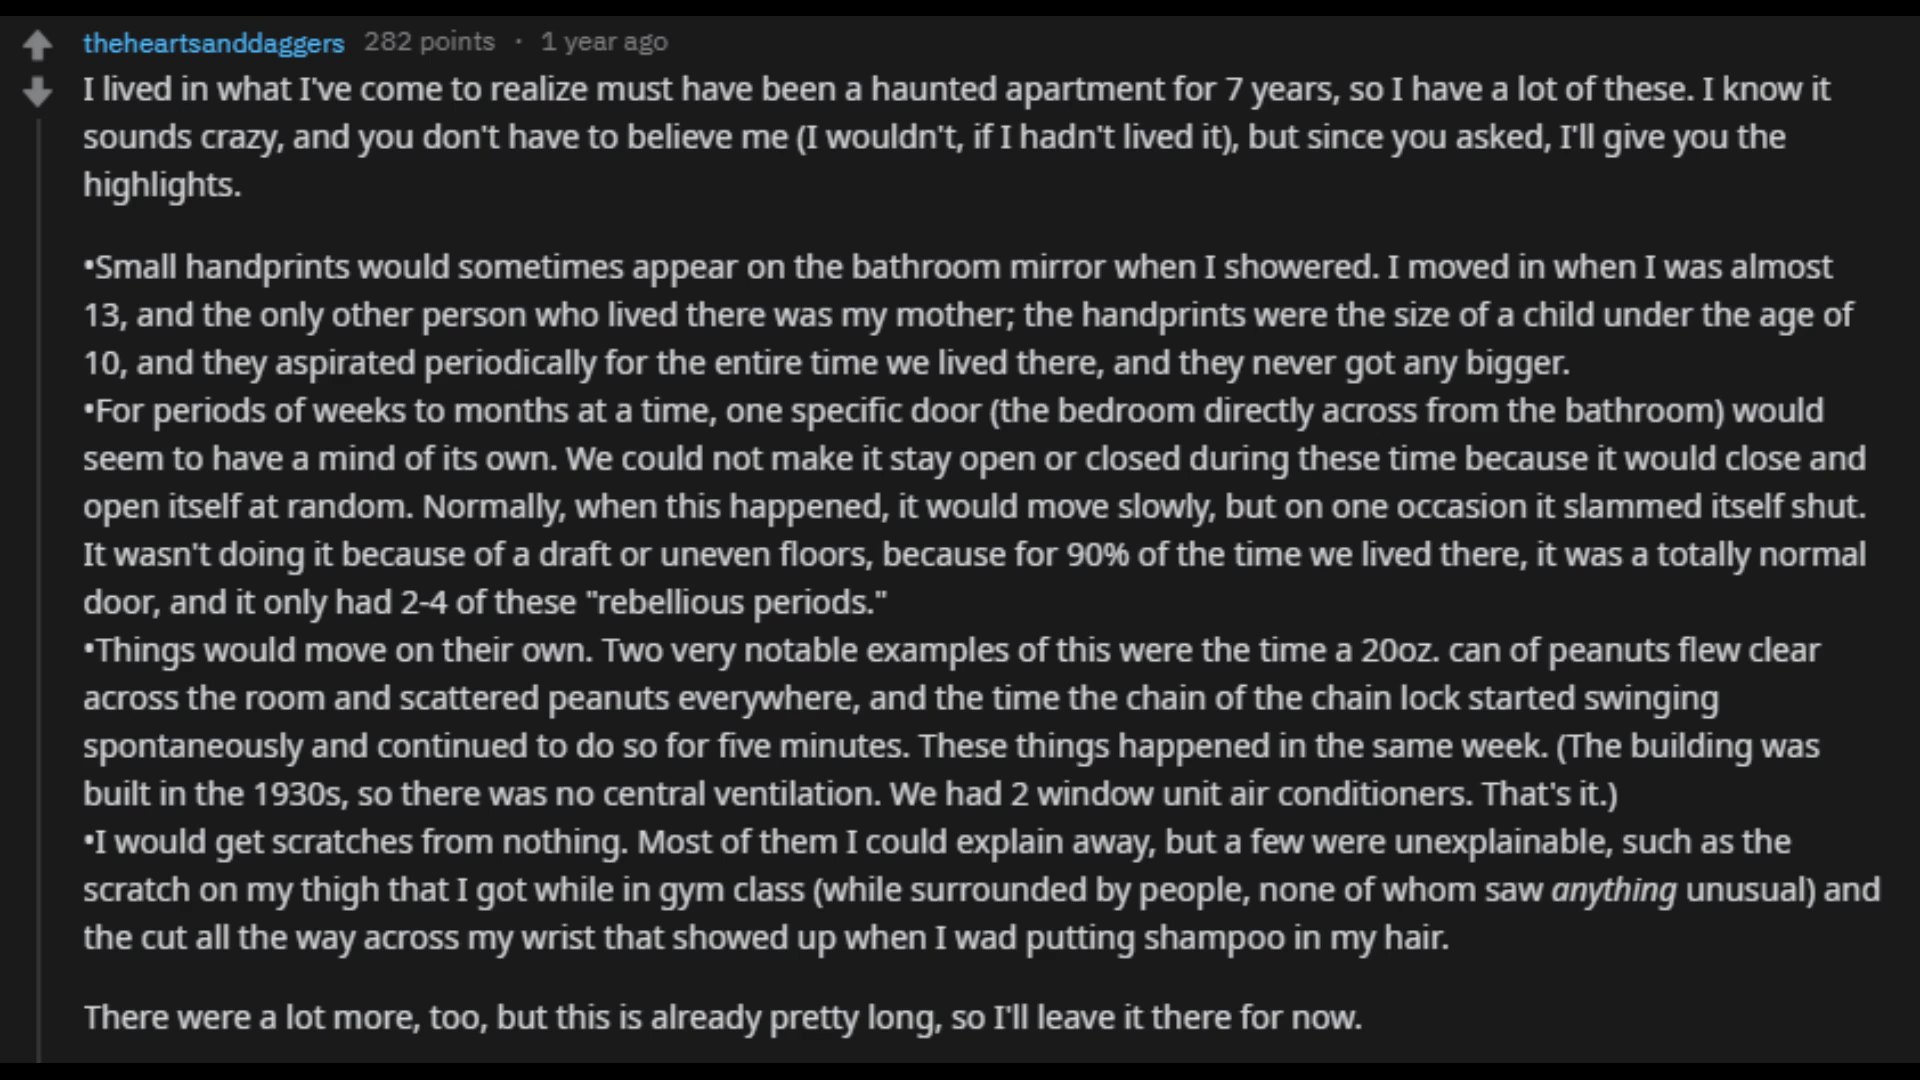 theheartsanddaggers 282 points · 1 year ago
I lived in what I've come to realize must have been a haunted apartment for 7 years, so I have a lot of these. I know it
sounds crazy, and you don't have to believe me (I wouldn't, if I hadn't lived it), but since you asked, I'll give you the
highlights.
•Small handprints would sometimes appear on the bathroom mirror when I showered. I moved in when I was almost
13, and the only other person who lived there was my mother; the handprints were the size of a child under the age of
10, and they aspirated periodically for the entire time we lived there, and they never got any bigger.
•For periods of weeks to months at a time, one specific door (the bedroom directly across from the bathroom) would
seem to have a mind of its own. We could not make it stay open or closed during these time because it would close and
open itself at random. Normally, when this happened, it would move slowly, but on one occasion it slammed itself shut.
It wasn't doing it because of a draft or uneven floors, because for 90% of the time we lived there, it was a totally normal
door, and it only had 2-4 of these "rebellious periods."
•Things would move on their own. Two very notable examples of this were the time a 20oz. can of peanuts flew clear
across the room and scattered peanuts everywhere, and the time the chain of the chain lock started swinging
spontaneously and continued to do so for five minutes. These things happened in the same week. (The building was
built in the 1930s, so there was no central ventilation. We had 2 window unit air conditioners. That's it.)
•I would get scratches from nothing. Most of them I could explain away, but a few were unexplainable, such as the
scratch on my thigh that I got while in gym class (while surrounded by people, none of whom saw anything unusual) and
the cut all the way across my wrist that showed up when I wad putting shampoo in my hair.
There were a lot more, too, but this is already pretty long, so I'll leave it there for now.